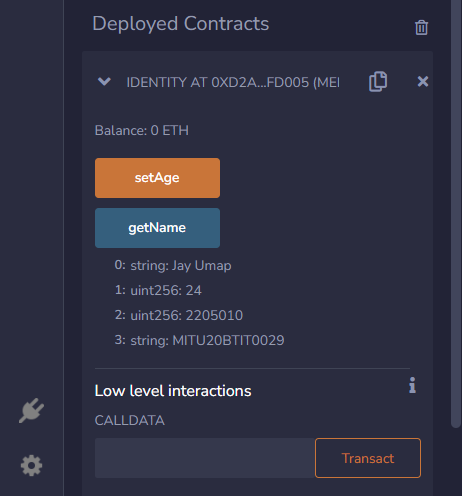 Deployed Contracts
IDENTITY AT 0XD2A...FD005 (MEI
Balance: 0 ETH
setAge
getName
0: string: Jay Umap
1: uint256: 24
2: uint256: 2205010
3: string: MITU20BTIT0029
Low level interactions
i
CALLDATA
Transact